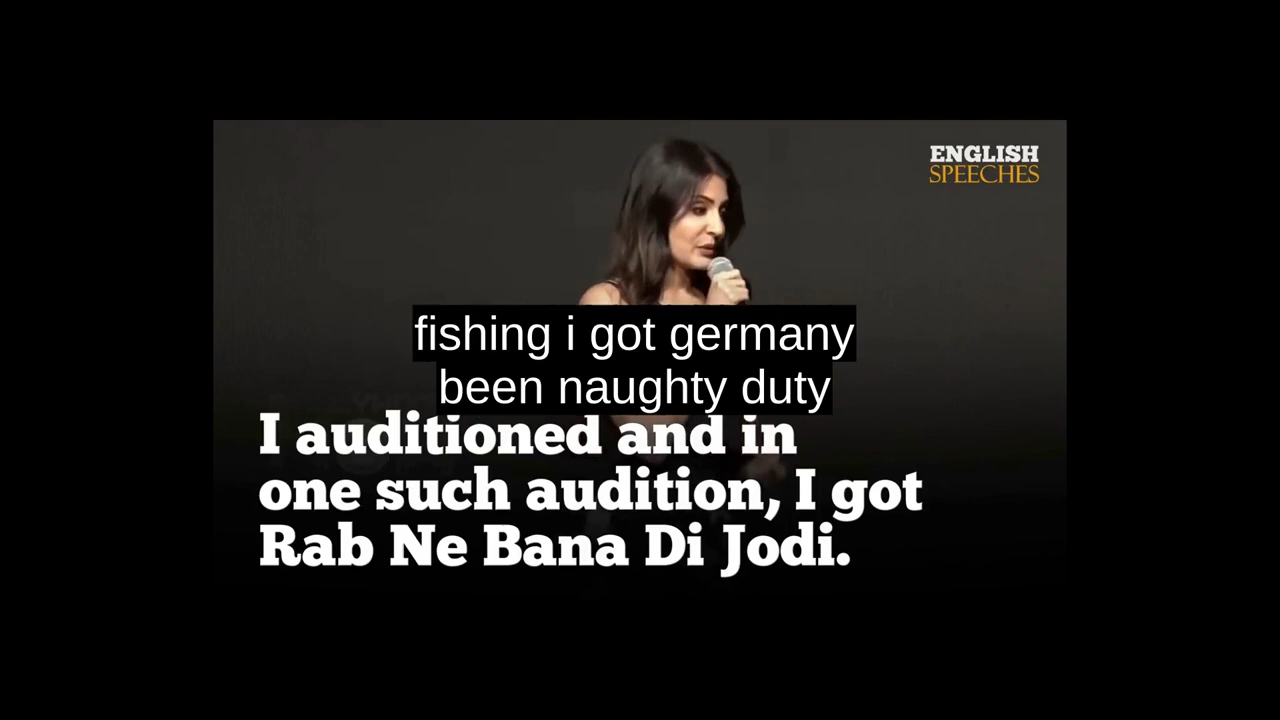 ENGLISH
SPEECHES
fishing i got germany
been naughty duty
I auditioned and in
one such audition, I got
Rab Ne Bana Di Jodi.